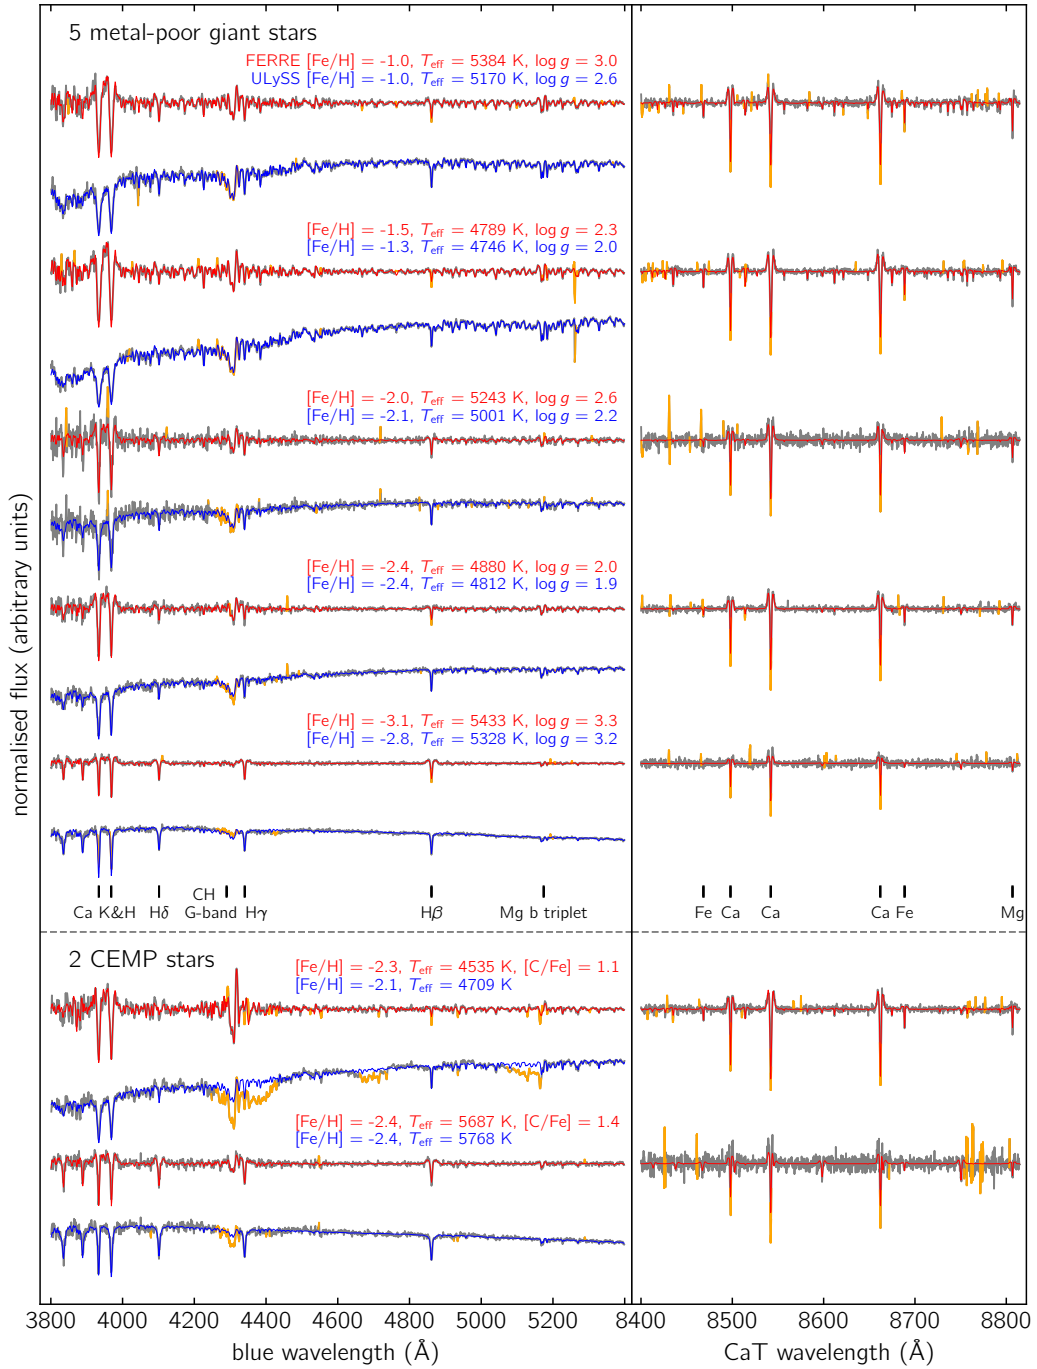 5 metal-poor giant stars
FERRE [Fe/H] = -1.0, Teff = 5384 K, log g = 3.0
ULySS [Fe/H] = -1.0, Teff = 5170 K, log g = 2.6
[Fe/H] = -1.5, Teff = 4789 K, log g = 2.3
[Fe/H] = -1.3, Teff = 4746 K, log g = 2.0
[Fe/H] = -2.0, Teff = 5243 K, log g = 2.6
[Fe/H] = -2.1, Teff = 5001 K, log g = 2.2
[Fe/H] = -2.4, Teff = 4880 K, log g = 2.0
[Fe/H] = -2.4, Teff = 4812 K, log g = 1.9
[Fe/H] = -3.1, Teff = 5433 K, log g = 3.3
[Fe/H] = -2.8, Teff = 5328 K, log g = 3.2
normalised flux (arbitrary units)
Ca K&H Hδ CH G-band Hγ Hβ Mg b triplet
Fe Ca Ca Ca Fe Mg
2 CEMP stars
[Fe/H] = -2.3, Teff = 4535 K, [C/Fe] = 1.1
[Fe/H] = -2.1, Teff = 4709 K
[Fe/H] = -2.4, Teff = 5687 K, [C/Fe] = 1.4
[Fe/H] = -2.4, Teff = 5768 K
3800 4000 4200 4400 4600 4800 5000 5200 8400 8500 8600 8700 8800
blue wavelength (Å)
CaT wavelength (Å)